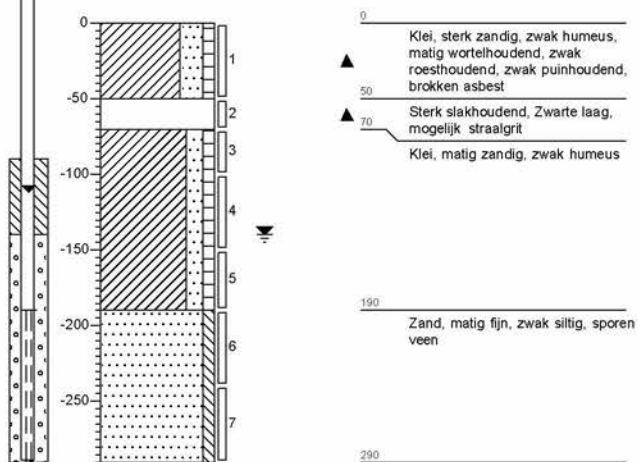 0
-50
-100
-150
-200
-250
1
2
3
4
5
6
7
0
Klei, sterk zandig, zwak humeus,
matig wortelhoudend, zwak
roesthoudend, zwak puinhoudend,
brokken asbest
50
Sterk slakhoudend, Zwarte laag,
mogelijk straalgrit
70
Klei, matig zandig, zwak humeus
190
Zand, matig fijn, zwak siltig, sporen
veen
290